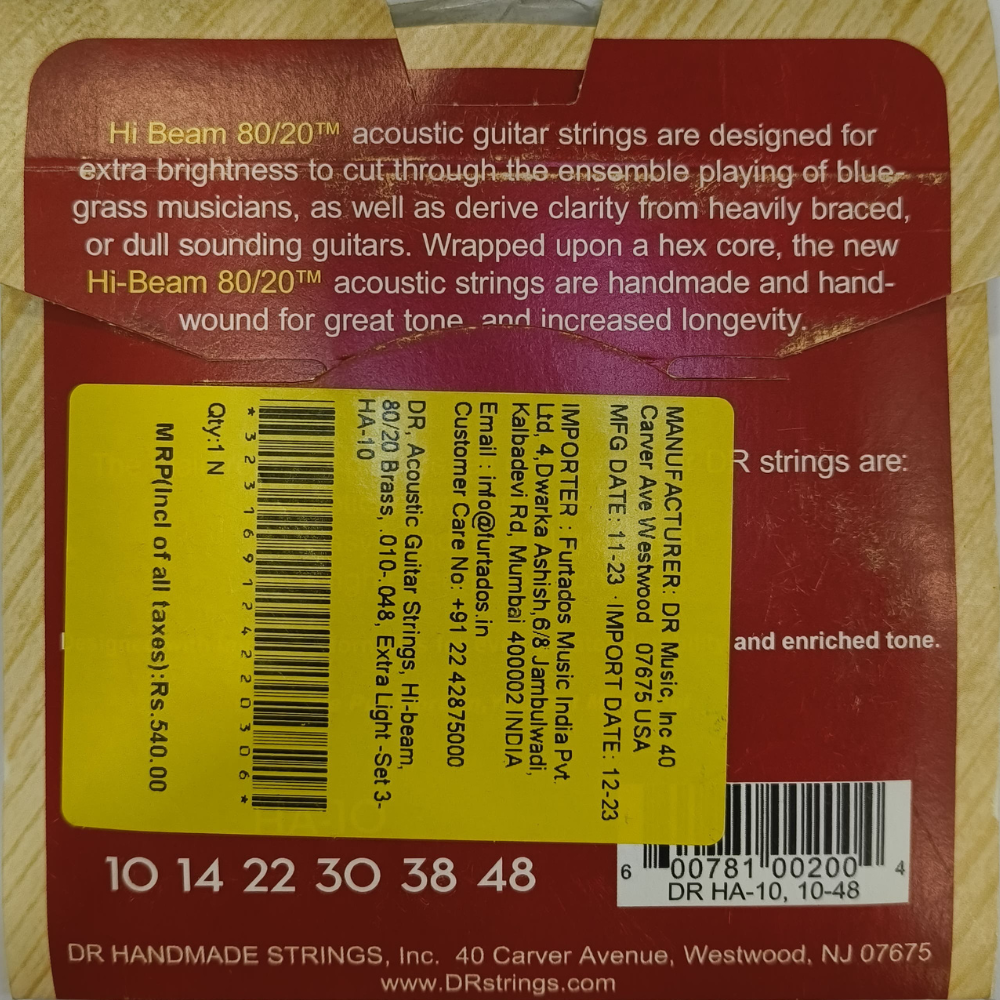 Hi Beam 80/20™ acoustic guitar strings are designed for
extra brightness to cut through the ensemble playing of blue-
grass musicians, as well as derive clarity from heavily braced,
or dull sounding guitars. Wrapped upon a hex core, the new
Hi-Beam 80/20™ acoustic strings are handmade and hand-
wound for great tone, and increased longevity.
DR strings are:
and enriched tone.
MANUFACTURER: DR Music, Inc 40
Carver Ave Westwood 07675 USA
MFG DATE: 11-23 · IMPORT DATE: 12-23
IMPORTER : Furtados Music India Pvt.
Ltd, 4,Dwarka Ashish,6/8 Jambulwadi,
Kalbadevi Rd, Mumbai 400002 INDIA
Email : info@furtados.in
Customer Care No: +91 22 42875000
DR, Acoustic Guitar Strings, Hi-beam,
80/20 Brass, .010-.048, Extra Light -Set 3-
HA-10
*323169124220306*
Qty:1 N
MRP(Incl of all taxes):Rs.540.00
10 14 22 30 38 48
6 00781 00200 4
DR HA-10, 10-48
DR HANDMADE STRINGS, Inc. 40 Carver Avenue, Westwood, NJ 07675
www.DRstrings.com